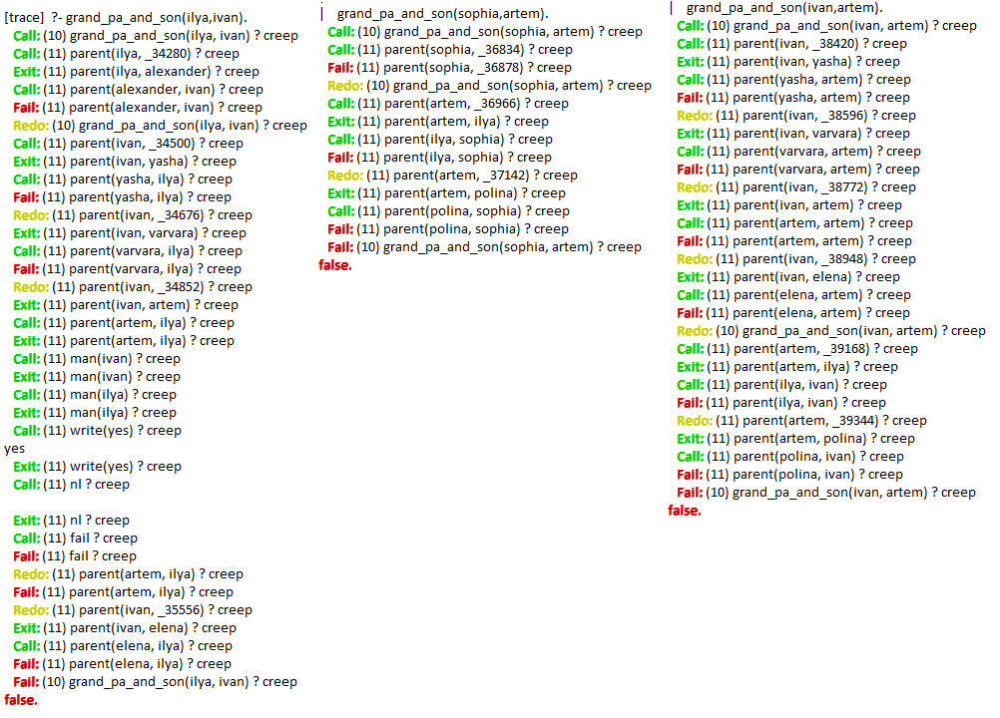 [trace]  ?- grand_pa_and_son(ilya,ivan).
Call: (10) grand_pa_and_son(ilya, ivan) ? creep
Call: (11) parent(ilya, _34280) ? creep
Exit: (11) parent(ilya, alexander) ? creep
Call: (11) parent(alexander, ivan) ? creep
Fail: (11) parent(alexander, ivan) ? creep
Redo: (10) grand_pa_and_son(ilya, ivan) ? creep
Call: (11) parent(ivan, _34500) ? creep
Exit: (11) parent(ivan, yasha) ? creep
Call: (11) parent(yasha, ilya) ? creep
Fail: (11) parent(yasha, ilya) ? creep
Redo: (11) parent(ivan, _34676) ? creep
Exit: (11) parent(ivan, varvara) ? creep
Call: (11) parent(varvara, ilya) ? creep
Fail: (11) parent(varvara, ilya) ? creep
Redo: (11) parent(ivan, _34852) ? creep
Exit: (11) parent(ivan, artem) ? creep
Call: (11) parent(artem, ilya) ? creep
Exit: (11) parent(artem, ilya) ? creep
Call: (11) man(ivan) ? creep
Exit: (11) man(ivan) ? creep
Call: (11) man(ilya) ? creep
Exit: (11) man(ilya) ? creep
Call: (11) write(yes) ? creep
yes
Exit: (11) write(yes) ? creep
Call: (11) nl ? creep
Exit: (11) nl ? creep
Call: (11) fail ? creep
Fail: (11) fail ? creep
Redo: (11) parent(artem, ilya) ? creep
Fail: (11) parent(artem, ilya) ? creep
Redo: (11) parent(ivan, _35556) ? creep
Exit: (11) parent(ivan, elena) ? creep
Call: (11) parent(elena, ilya) ? creep
Fail: (11) parent(elena, ilya) ? creep
Fail: (10) grand_pa_and_son(ilya, ivan) ? creep
false.
|    grand_pa_and_son(sophia,artem).
Call: (10) grand_pa_and_son(sophia, artem) ? creep
Call: (11) parent(sophia, _36834) ? creep
Fail: (11) parent(sophia, _36878) ? creep
Redo: (10) grand_pa_and_son(sophia, artem) ? creep
Call: (11) parent(artem, _36966) ? creep
Exit: (11) parent(artem, ilya) ? creep
Call: (11) parent(ilya, sophia) ? creep
Fail: (11) parent(ilya, sophia) ? creep
Redo: (11) parent(artem, _37142) ? creep
Exit: (11) parent(artem, polina) ? creep
Call: (11) parent(polina, sophia) ? creep
Fail: (11) parent(polina, sophia) ? creep
Fail: (10) grand_pa_and_son(sophia, artem) ? creep
false.
|    grand_pa_and_son(ivan,artem).
Call: (10) grand_pa_and_son(ivan, artem) ? creep
Call: (11) parent(ivan, _38420) ? creep
Exit: (11) parent(ivan, yasha) ? creep
Call: (11) parent(yasha, artem) ? creep
Fail: (11) parent(yasha, artem) ? creep
Redo: (11) parent(ivan, _38596) ? creep
Exit: (11) parent(ivan, varvara) ? creep
Call: (11) parent(varvara, artem) ? creep
Fail: (11) parent(varvara, artem) ? creep
Redo: (11) parent(ivan, _38772) ? creep
Exit: (11) parent(ivan, artem) ? creep
Call: (11) parent(artem, artem) ? creep
Fail: (11) parent(artem, artem) ? creep
Redo: (11) parent(ivan, _38948) ? creep
Exit: (11) parent(ivan, elena) ? creep
Call: (11) parent(elena, artem) ? creep
Fail: (11) parent(elena, artem) ? creep
Redo: (10) grand_pa_and_son(ivan, artem) ? creep
Call: (11) parent(artem, _39168) ? creep
Exit: (11) parent(artem, ilya) ? creep
Call: (11) parent(ilya, ivan) ? creep
Fail: (11) parent(ilya, ivan) ? creep
Redo: (11) parent(artem, _39344) ? creep
Exit: (11) parent(artem, polina) ? creep
Call: (11) parent(polina, ivan) ? creep
Fail: (11) parent(polina, ivan) ? creep
Fail: (10) grand_pa_and_son(ivan, artem) ? creep
false.